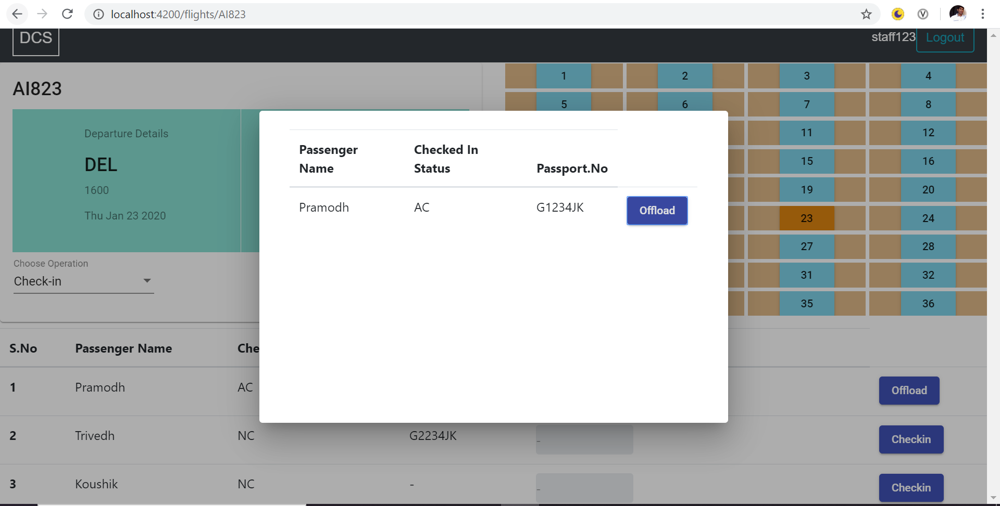 localhost:4200/flights/AI823
DCS
staff123 Logout
AI823
Departure Details
DEL
1600
Thu Jan 23 2020
Choose Operation
Check-in
1 2 3 4
5 6 7 8
11 12
15 16
19 20
23 24
27 28
31 32
35 36
Passenger Name Checked In Status Passport.No
Pramodh AC G1234JK Offload
S.No Passenger Name Che
1 Pramodh AC Offload
2 Trivedh NC G2234JK - Checkin
3 Koushik NC - - Checkin